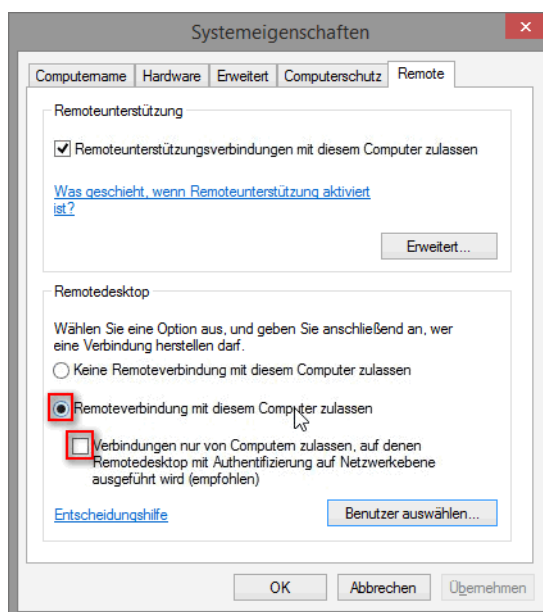 Systemeigenschaften
Computername
Hardware
Erweitert
Computerschutz
Remote
Remoteunterstützung
Remoteunterstützungsverbindungen mit diesem Computer zulassen
Was geschieht, wenn Remoteunterstützung aktiviert
ist?
Erweitert...
Remotedesktop
Wählen Sie eine Option aus, und geben Sie anschließend an, wer
eine Verbindung herstellen darf.
Keine Remoteverbindung mit diesem Computer zulassen
Remoteverbindung mit diesem Computer zulassen
Verbindungen nur von Computern zulassen, auf denen
Remotedesktop mit Authentifizierung auf Netzwerkebene
ausgeführt wird (empfohlen)
Entscheidungshilfe
Benutzer auswählen...
OK
Abbrechen
Übernehmen